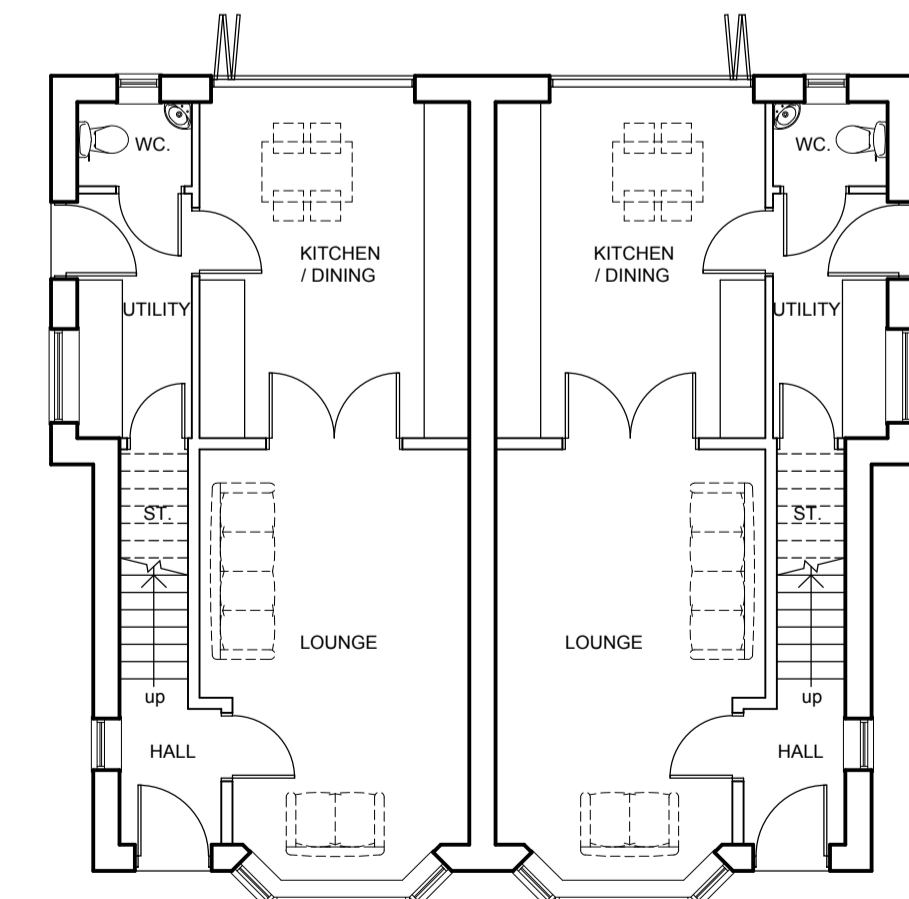 WC.
WC.
KITCHEN
/ DINING
KITCHEN
/ DINING
UTILITY
UTILITY
ST.
ST.
LOUNGE
LOUNGE
up
up
HALL
HALL